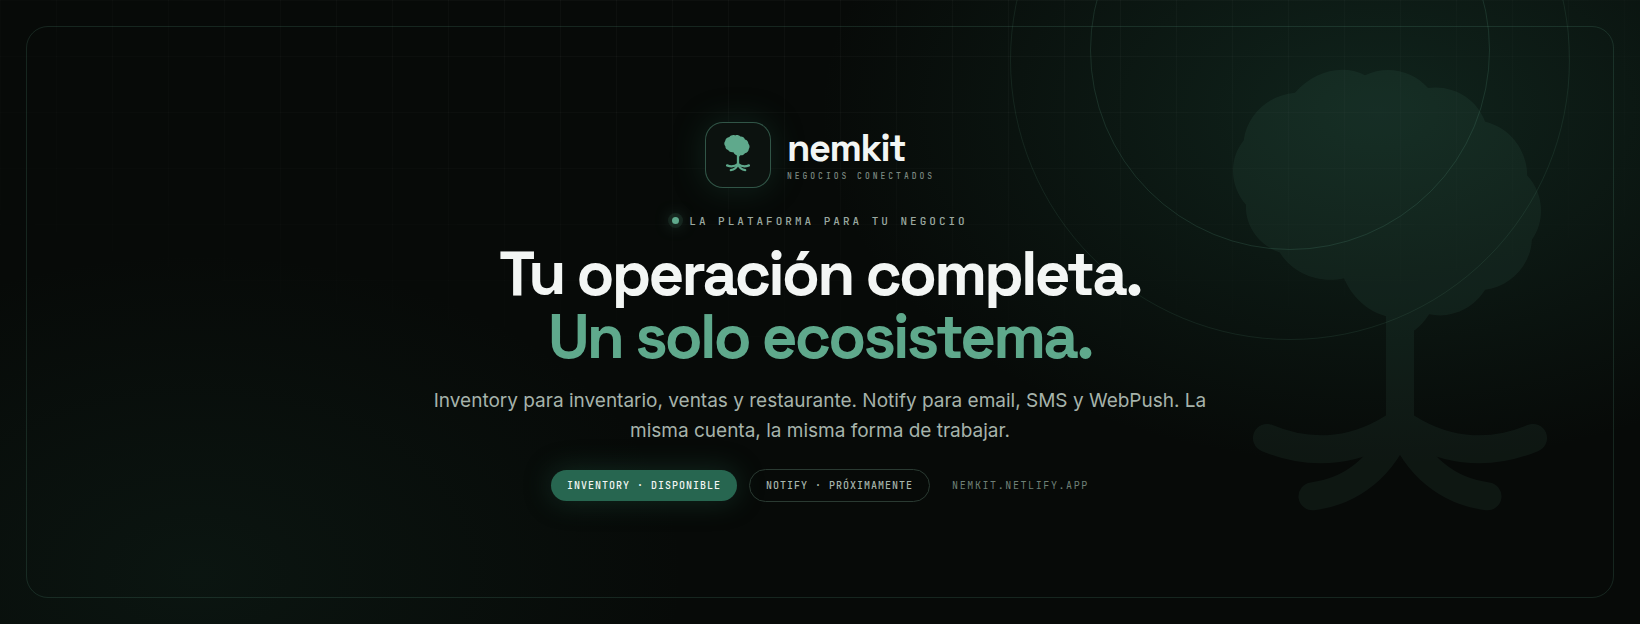 nemkit
NEGOCIOS CONECTADOS
LA PLATAFORMA PARA TU NEGOCIO
Tu operación completa.
Un solo ecosistema.
Inventory para inventario, ventas y restaurante. Notify para email, SMS y WebPush. La
misma cuenta, la misma forma de trabajar.
INVENTORY · DISPONIBLE
NOTIFY · PRÓXIMAMENTE
NEMKIT.NETLIFY.APP